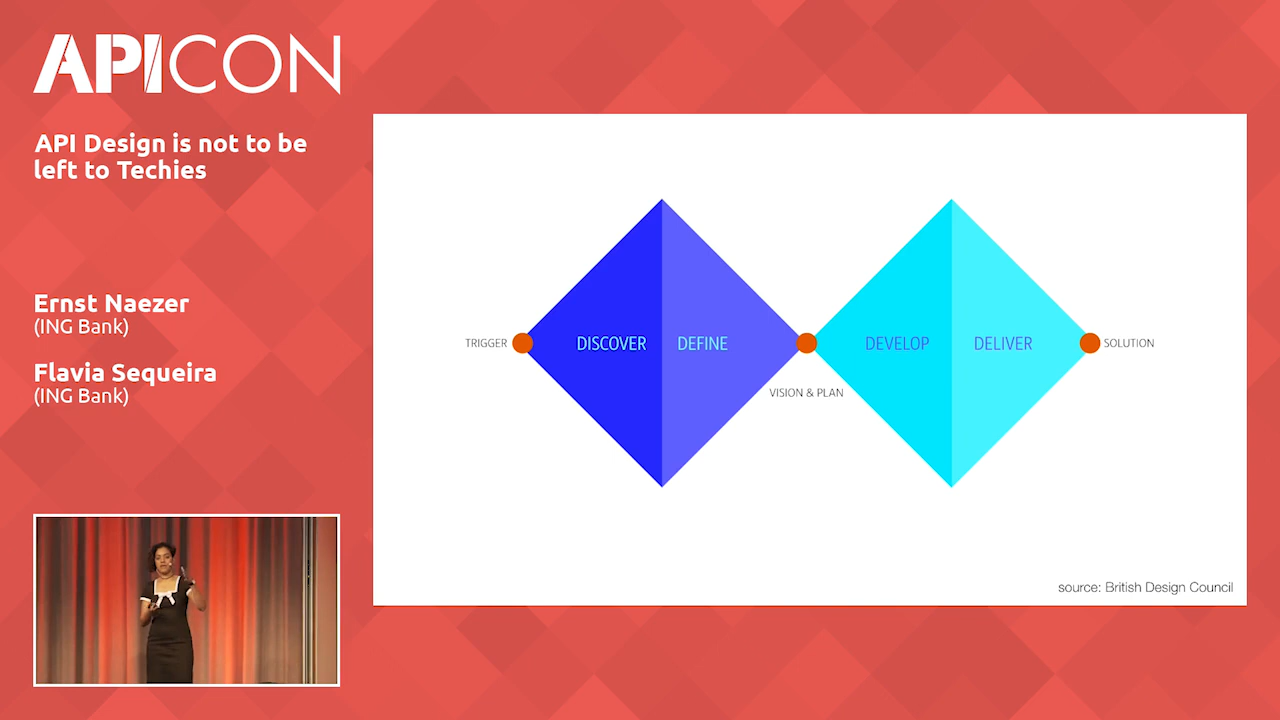 APICON
API Design is not to be
left to Techies
Ernst Naezer
(ING Bank)
Flavia Sequeira
(ING Bank)
TRIGGER
DISCOVER
DEFINE
VISION & PLAN
DEVELOP
DELIVER
SOLUTION
source: British Design Council